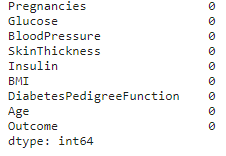 Pregnancies 0
Glucose 0
BloodPressure 0
SkinThickness 0
Insulin 0
BMI 0
DiabetesPedigreeFunction 0
Age 0
Outcome 0
dtype: int64